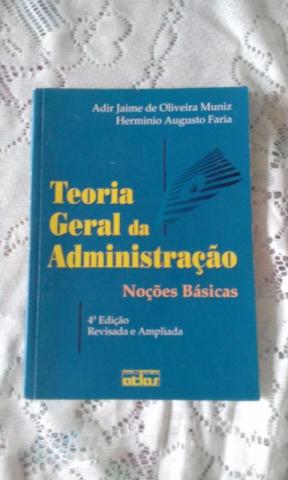 Adir Jaime de Oliveira Muniz
Herminio Augusto Faria
Teoria
Geral da
Administração
Noções Básicas
4ª Edição
Revisada e Ampliada
atlas